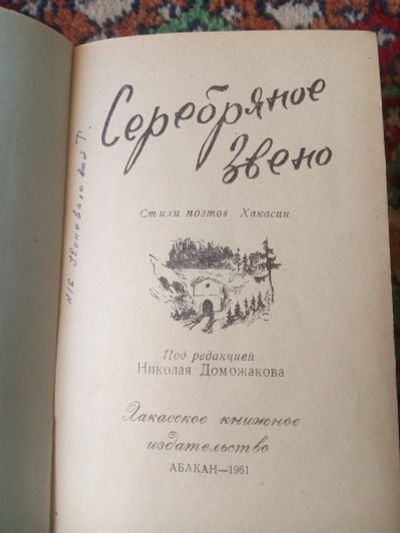 Серебряное
Звено
Стихи поэтов Хакасии
Под редакцией
Николая Доможакова
Хакасское книжное
издательство
АБАКАН—1961